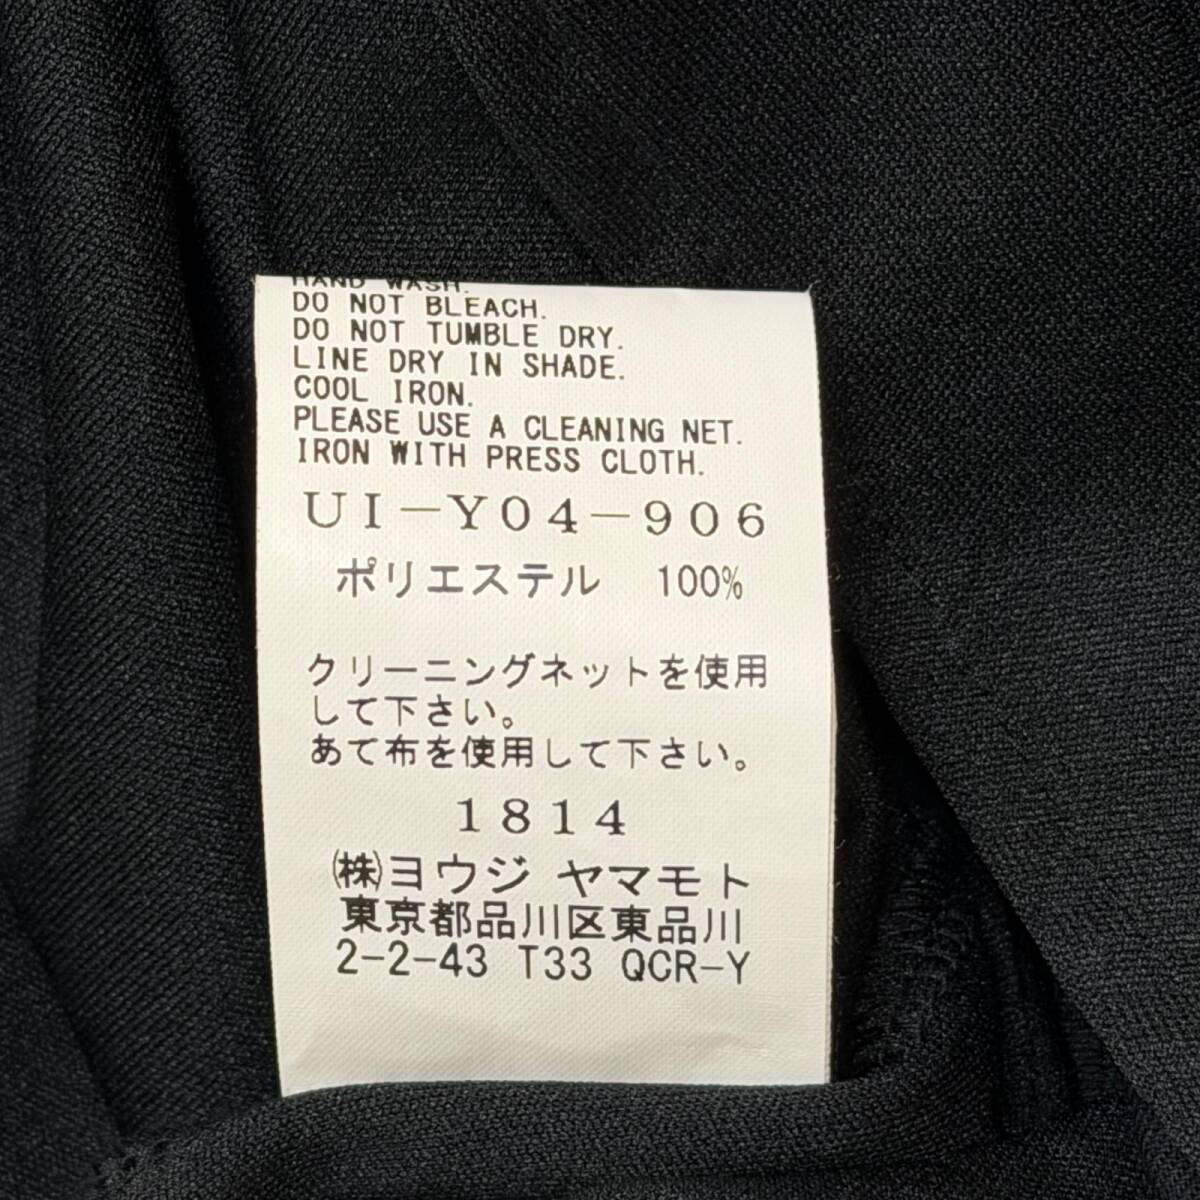 HAND WASH.
DO NOT BLEACH.
DO NOT TUMBLE DRY.
LINE DRY IN SHADE.
COOL IRON.
PLEASE USE A CLEANING NET.
IRON WITH PRESS CLOTH.
UI-Y04-906
ポリエステル 100%
クリーニングネットを使用
して下さい。
あて布を使用して下さい。
1814
㈱ヨウジ ヤマモト
東京都品川区東品川
2-2-43 T33 QCR-Y